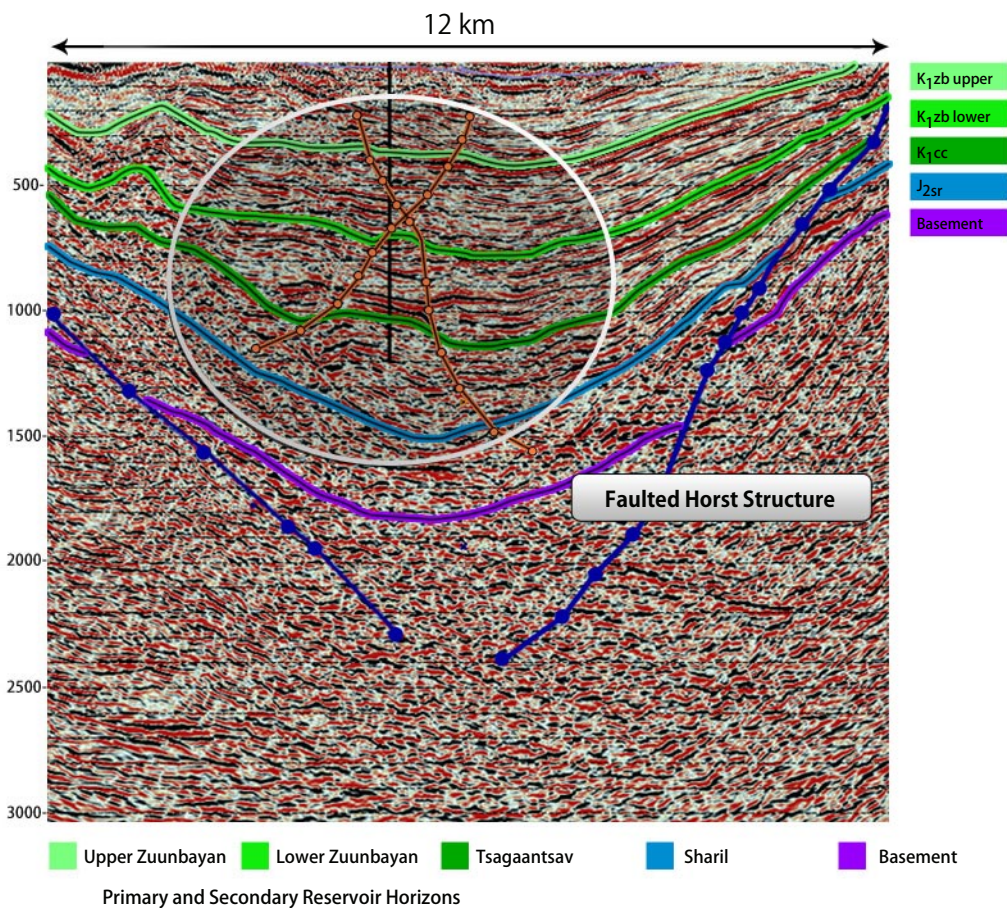 12 km
K1zb upper
K1zb lower
K1cc
J2sr
Basement
500-
1000-
1500-
2000-
2500-
3000-
Faulted Horst Structure
Upper Zuunbayan Lower Zuunbayan Tsagaantsav Sharil Basement
Primary and Secondary Reservoir Horizons